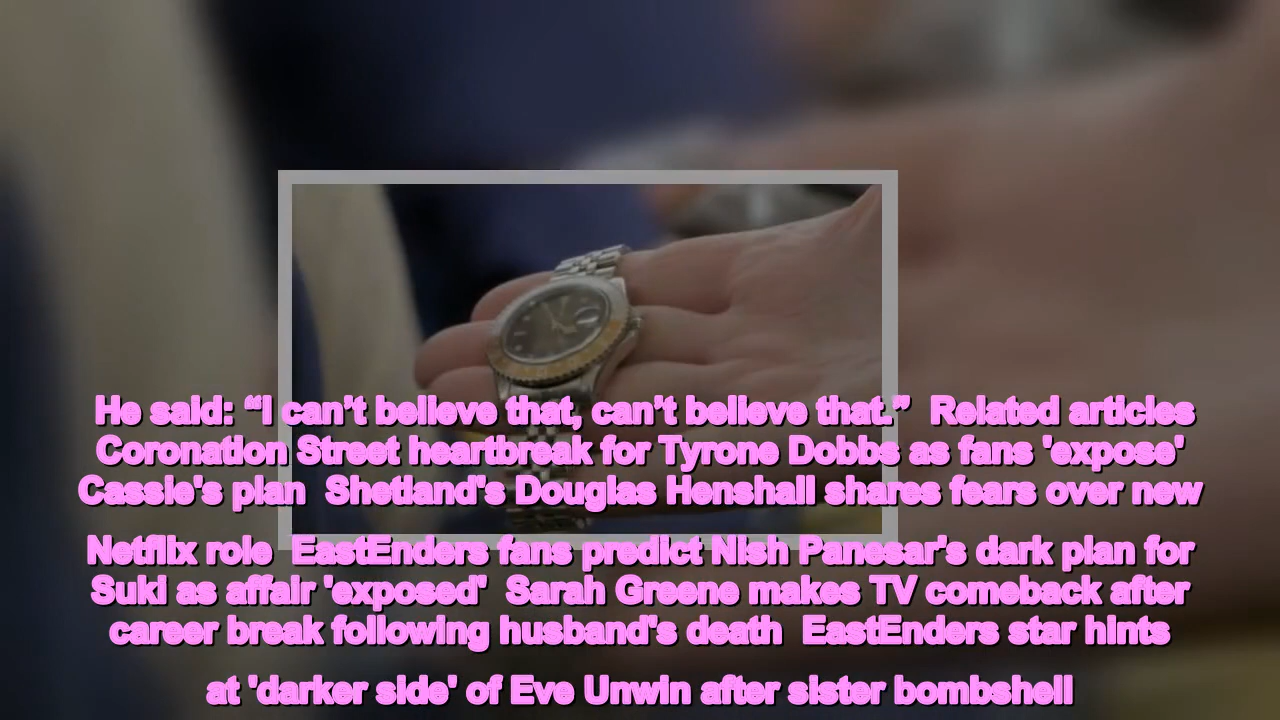 He said: “I can’t believe that, can’t believe that.”  Related articles
Coronation Street heartbreak for Tyrone Dobbs as fans 'expose'
Cassie's plan  Shetland's Douglas Henshall shares fears over new
Netflix role  EastEnders fans predict Nish Panesar's dark plan for
Suki as affair 'exposed'  Sarah Greene makes TV comeback after
career break following husband's death  EastEnders star hints
at 'darker side' of Eve Unwin after sister bombshell